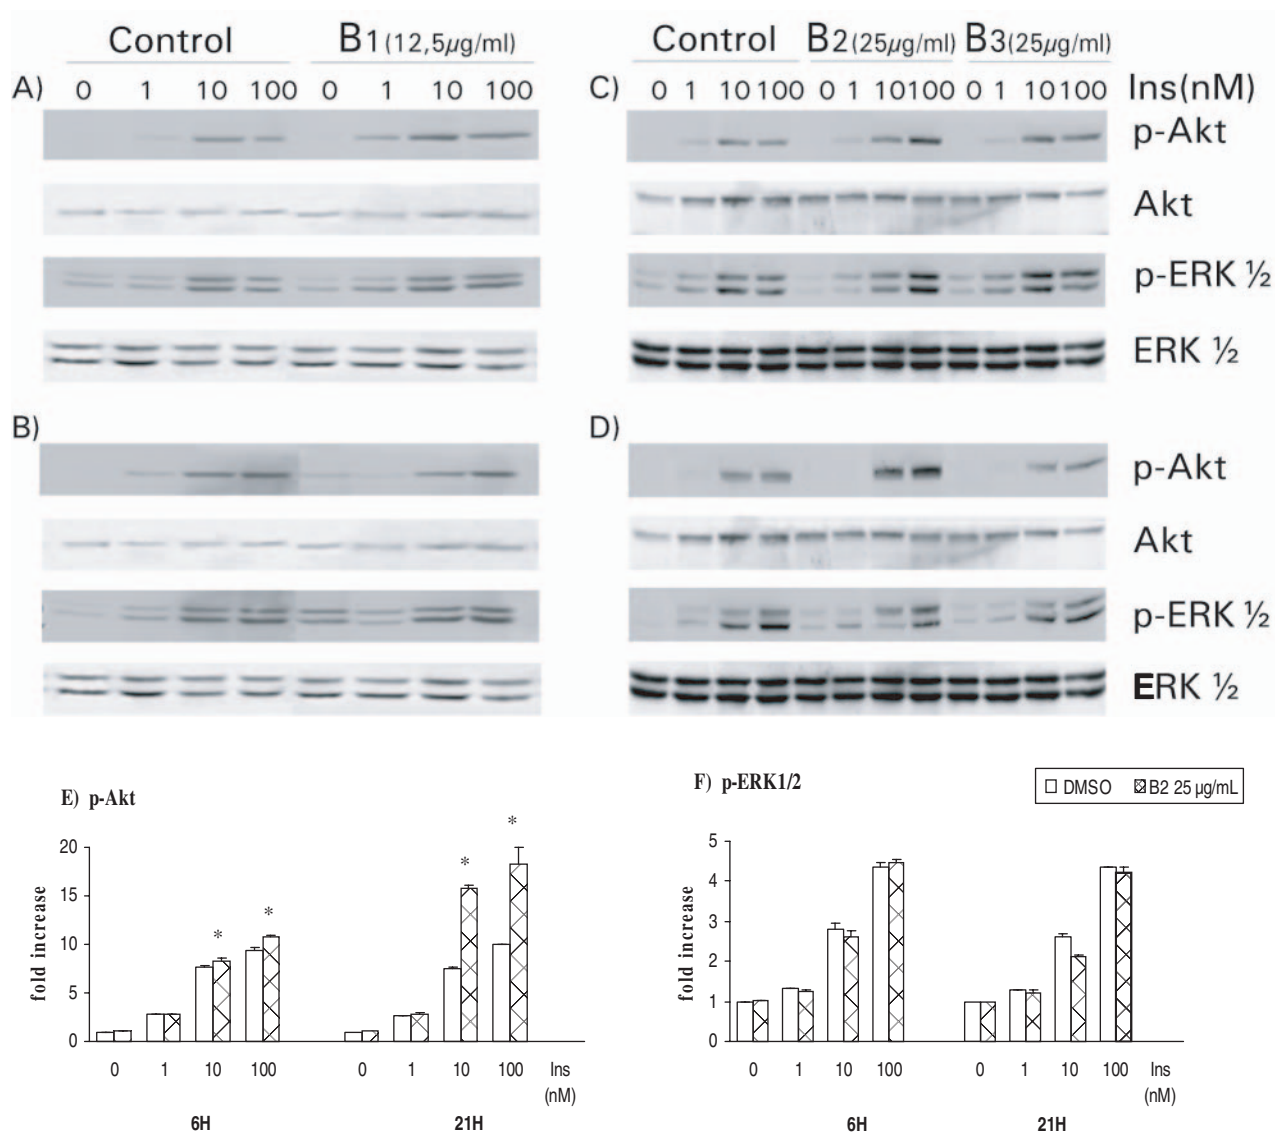 Control B1 (12,5µg/ml) Control B2 (25µg/ml) B3 (25µg/ml)
A) 0 1 10 100 0 1 10 100 C) 0 1 10 100 0 1 10 100 0 1 10 100 Ins(nM)
p-Akt
Akt
p-ERK ½
ERK ½
B) D)
p-Akt
Akt
p-ERK ½
ERK ½
E) p-Akt
F) p-ERK1/2
DMSO B2 25 µg/mL
fold increase
20
15
10
5
0
* * * *
0 1 10 100 0 1 10 100 Ins
(nM)
6H 21H
fold increase
5
4
3
2
1
0
0 1 10 100 0 1 10 100 Ins
(nM)
6H 21H